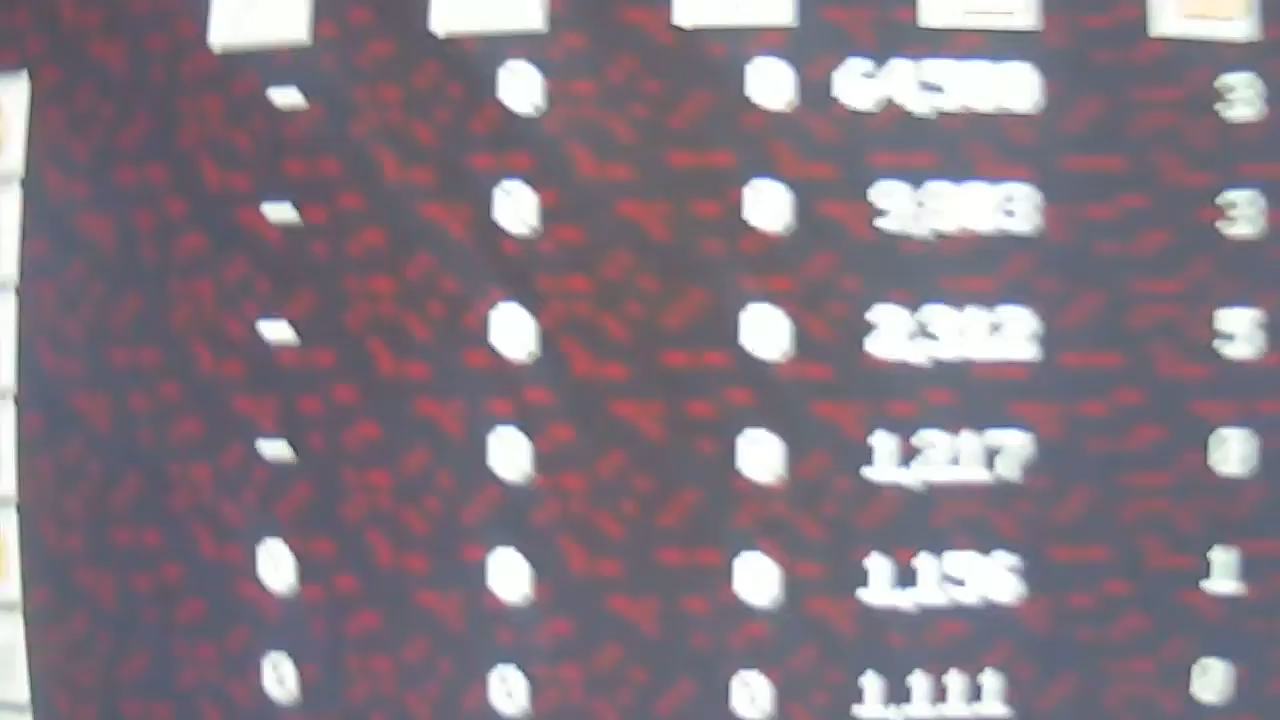 - 0 0 3
- 0 0 3
- 0 0 2,312 5
- 0 0 1,217 0
0 0 0 1,156 1
0 0 0 1,111 0